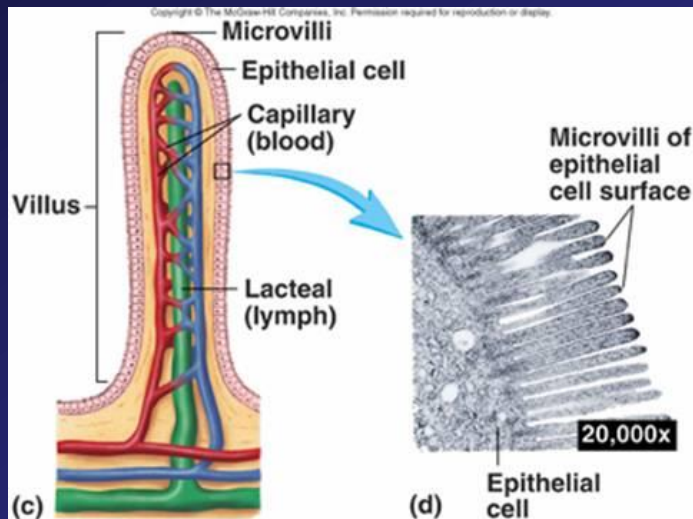 Copyright © The McGraw-Hill Companies, Inc. Permission required for reproduction or display.
Microvilli
Epithelial cell
Capillary
(blood)
Villus
Lacteal
(lymph)
(c)
Microvilli of
epithelial
cell surface
20,000x
Epithelial
cell
(d)